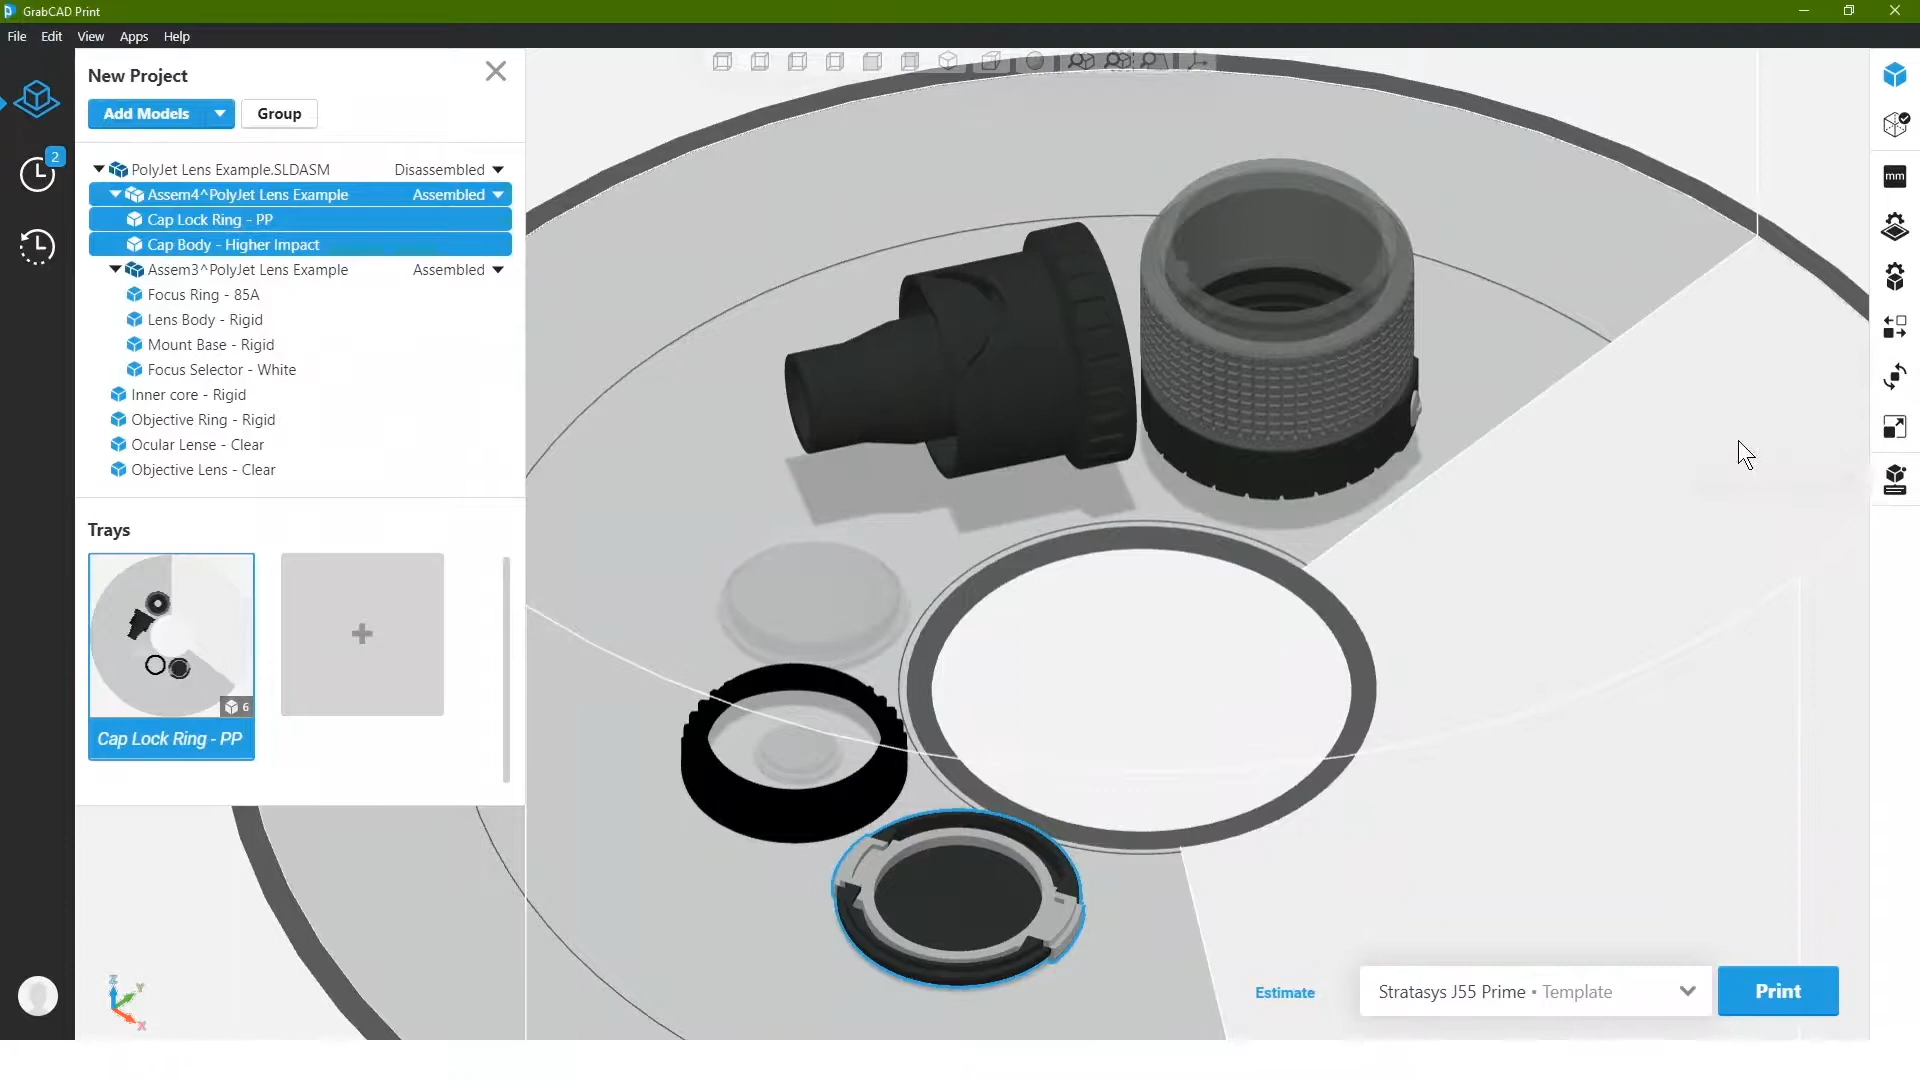 GrabCAD Print
File Edit View Apps Help
New Project
Add Models
Group
PolyJet Lens Example.SLDASM Disassembled
Assem4^PolyJet Lens Example Assembled
Cap Lock Ring - PP
Cap Body - Higher Impact
Assem3^PolyJet Lens Example Assembled
Focus Ring - 85A
Lens Body - Rigid
Mount Base - Rigid
Focus Selector - White
Inner core - Rigid
Objective Ring - Rigid
Ocular Lense - Clear
Objective Lens - Clear
Trays
6
Cap Lock Ring - PP
2
mm
Z
Y
X
Estimate
Stratasys J55 Prime • Template
Print